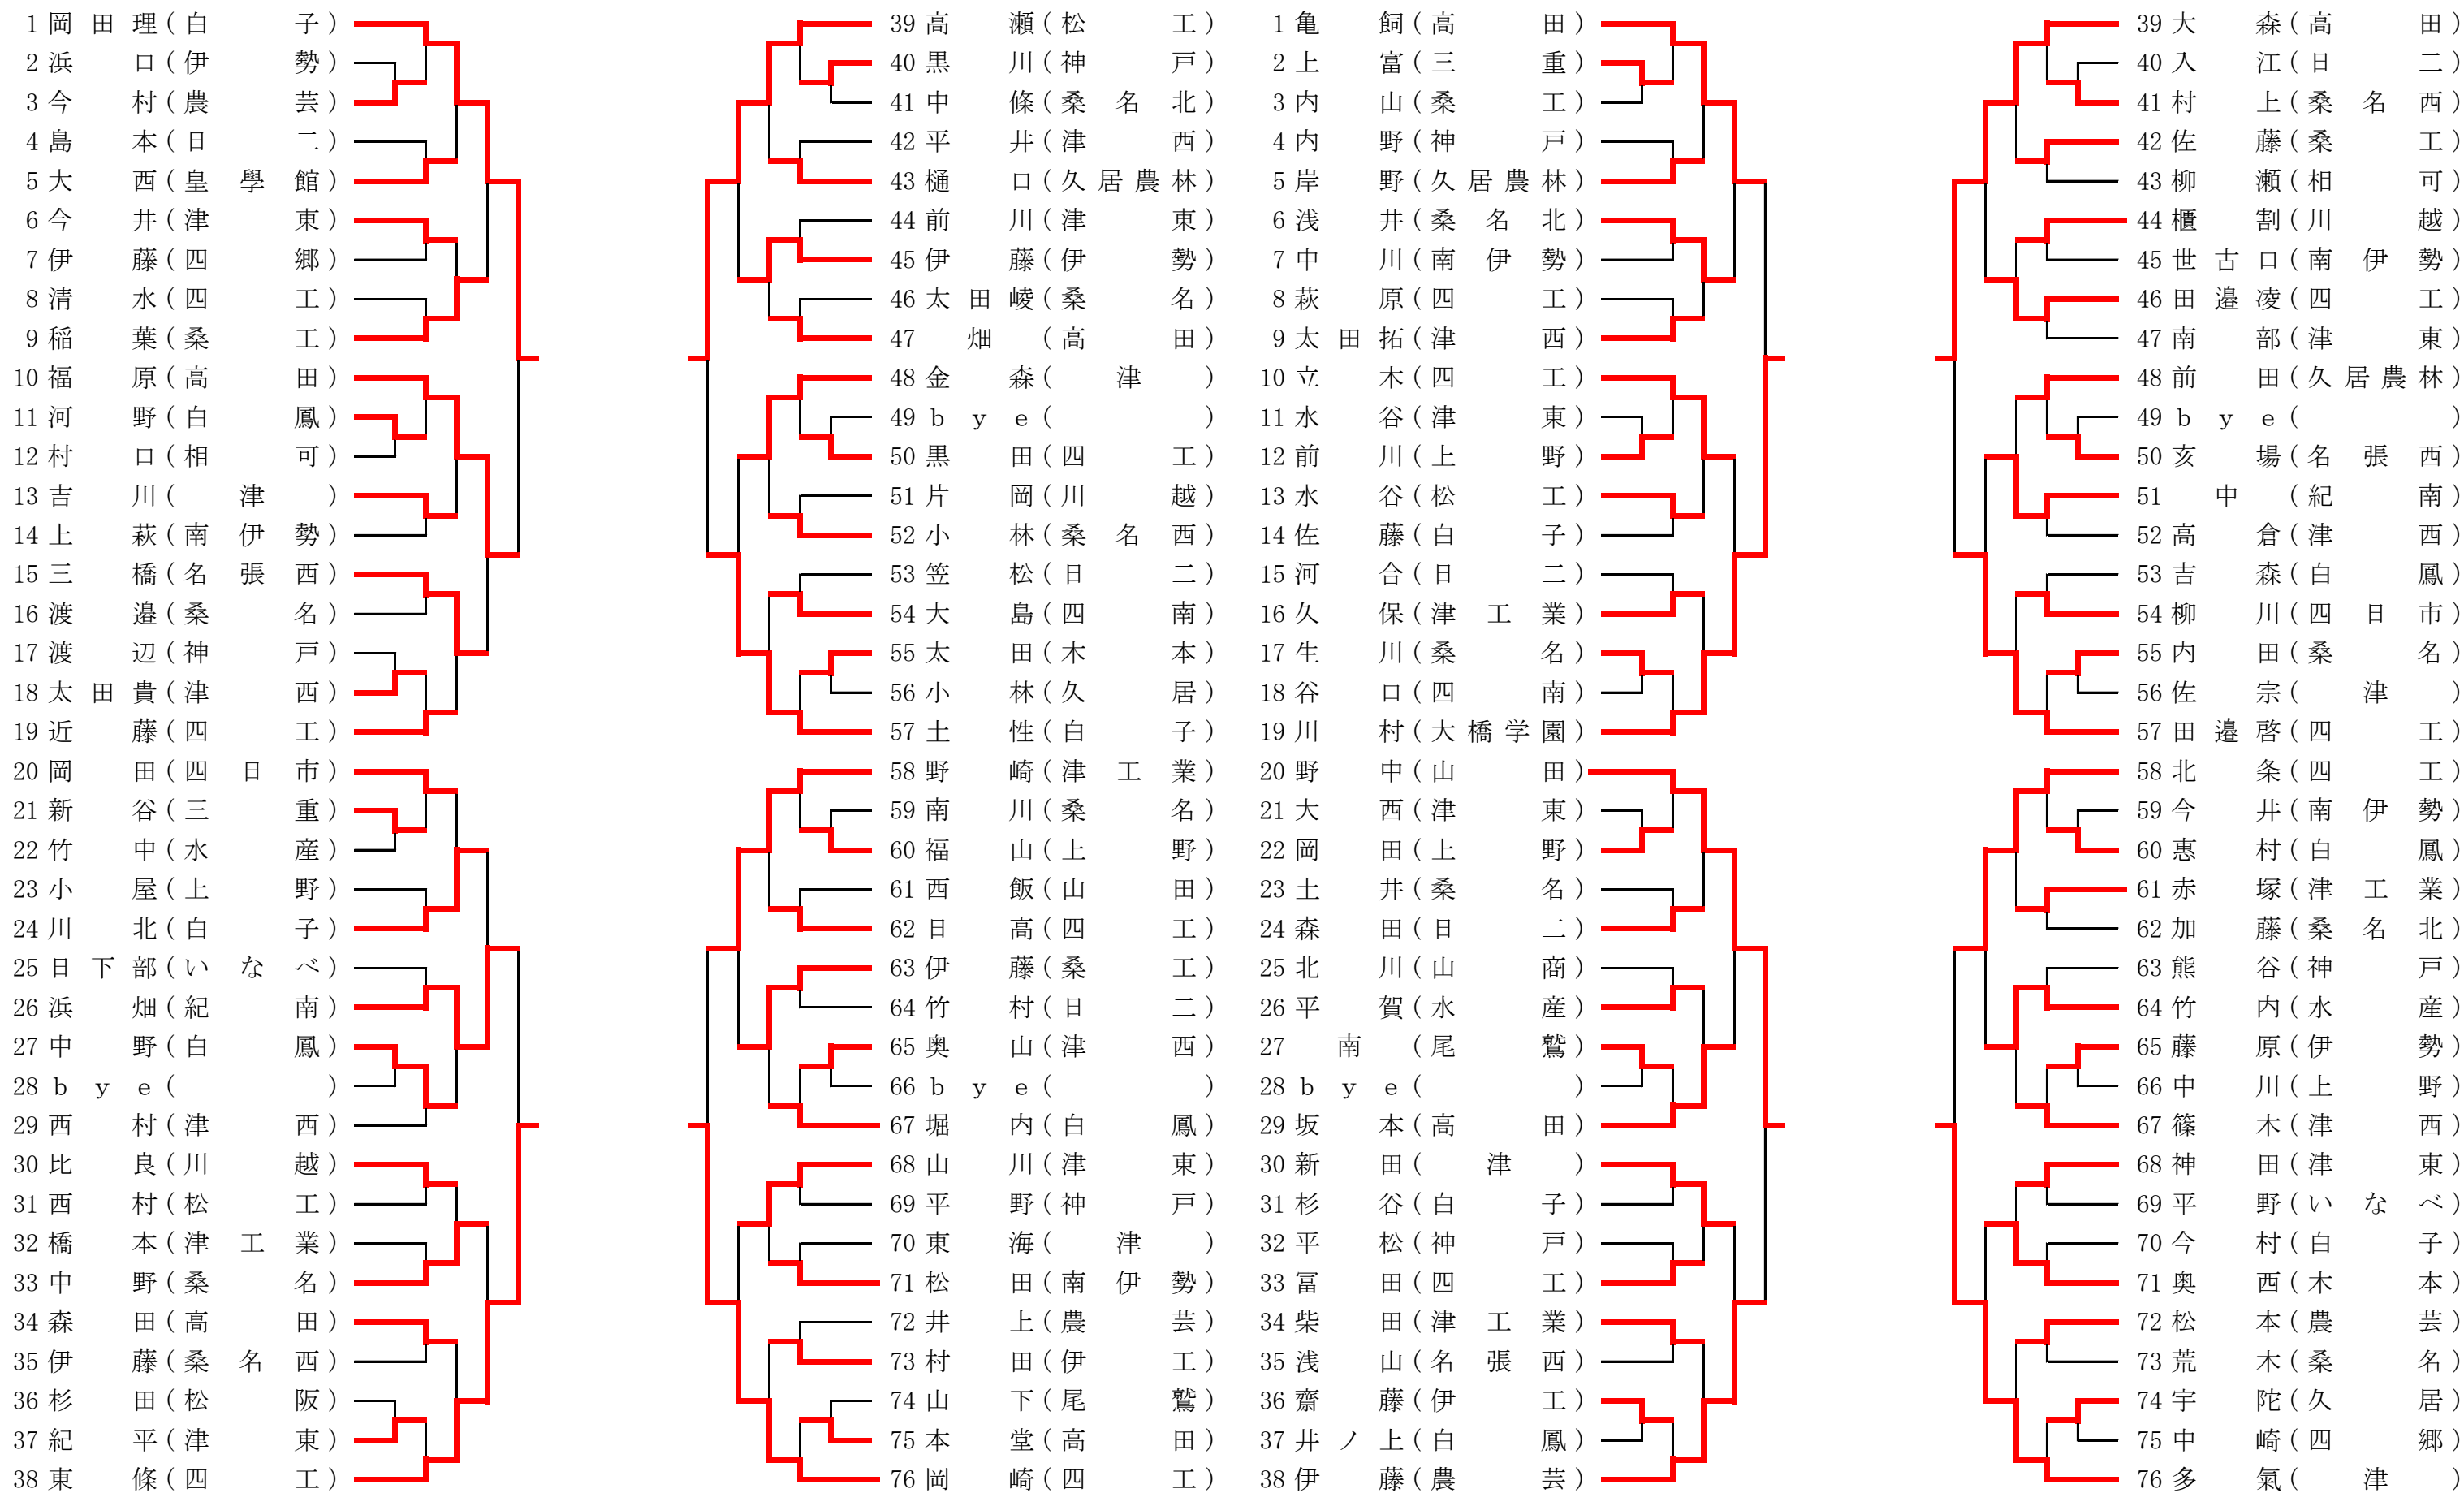 1 岡田理(白子)
2 浜口(伊勢)
3 今村(農芸)
4 島本(日二)
5 大西(皇學館)
6 今井(津東)
7 伊藤(四郷)
8 清水(四工)
9 稲葉(桑工)
10 福原(高田)
11 河野(白鳳)
12 村口(相可)
13 吉川(津)
14 上萩(南伊勢)
15 三橋(名張西)
16 渡邉(桑名)
17 渡辺(神戸)
18 太田貴(津西)
19 近藤(四工)
20 岡田(四日市)
21 新谷(三重)
22 竹中(水産)
23 小屋(上野)
24 川北(白子)
25 日下部(いなべ)
26 浜畑(紀南)
27 中野(白鳳)
28 bye( )
29 西村(津西)
30 比良(川越)
31 西村(松工)
32 橋本(津工業)
33 中野(桑名)
34 森田(高田)
35 伊藤(桑名西)
36 杉田(松阪)
37 紀平(津東)
38 東條(四工)
39 高瀬(松工)
40 黒川(神戸)
41 中條(桑名北)
42 平井(津西)
43 樋口(久居農林)
44 前川(津東)
45 伊藤(伊勢)
46 太田崚(桑名)
47 畑(高田)
48 金森(津)
49 bye( )
50 黒田(四工)
51 片岡(川越)
52 小林(桑名西)
53 笠松(日二)
54 大島(四南)
55 太田(木本)
56 小林(久居)
57 土性(白子)
58 野崎(津工業)
59 南川(桑名)
60 福山(上野)
61 西飯(山田)
62 日高(四工)
63 伊藤(桑工)
64 竹村(日二)
65 奥山(津西)
66 bye( )
67 堀内(白鳳)
68 山川(津東)
69 平野(神戸)
70 東海(津)
71 松田(南伊勢)
72 井上(農芸)
73 村田(伊工)
74 山下(尾鷲)
75 本堂(高田)
76 岡崎(四工)
1 亀飼(高田)
2 上富(三重)
3 内山(桑工)
4 内野(神戸)
5 岸野(久居農林)
6 浅井(桑名北)
7 中川(南伊勢)
8 萩原(四工)
9 太田拓(津西)
10 立木(四工)
11 水谷(津東)
12 前川(上野)
13 水谷(松工)
14 佐藤(白子)
15 河合(日二)
16 久保(津工業)
17 生川(桑名)
18 谷口(四南)
19 川村(大橋学園)
20 野中(山田)
21 大西(津東)
22 岡田(上野)
23 土井(桑名)
24 森田(日二)
25 北川(山商)
26 平賀(水産)
27 南(尾鷲)
28 bye( )
29 坂本(高田)
30 新田(津)
31 杉谷(白子)
32 平松(神戸)
33 冨田(四工)
34 柴田(津工業)
35 浅山(名張西)
36 齋藤(伊工)
37 井ノ上(白鳳)
38 伊藤(農芸)
39 大森(高田)
40 入江(日二)
41 村上(桑名西)
42 佐藤(桑工)
43 柳瀬(相可)
44 櫃割(川越)
45 世古口(南伊勢)
46 田邉凌(四工)
47 南部(津東)
48 前田(久居農林)
49 bye( )
50 亥場(名張西)
51 中(紀南)
52 高倉(津西)
53 吉森(白鳳)
54 柳川(四日市)
55 内田(桑名)
56 佐宗(津)
57 田邉啓(四工)
58 北条(四工)
59 今井(南伊勢)
60 惠村(白鳳)
61 赤塚(津工業)
62 加藤(桑名北)
63 熊谷(神戸)
64 竹内(水産)
65 藤原(伊勢)
66 中川(上野)
67 篠木(津西)
68 神田(津東)
69 平野(いなべ)
70 今村(白子)
71 奥西(木本)
72 松本(農芸)
73 荒木(桑名)
74 宇陀(久居)
75 中崎(四郷)
76 多氣(津)